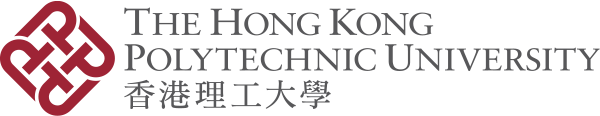 THE HONG KONG
POLYTECHNIC UNIVERSITY
香港理工大學